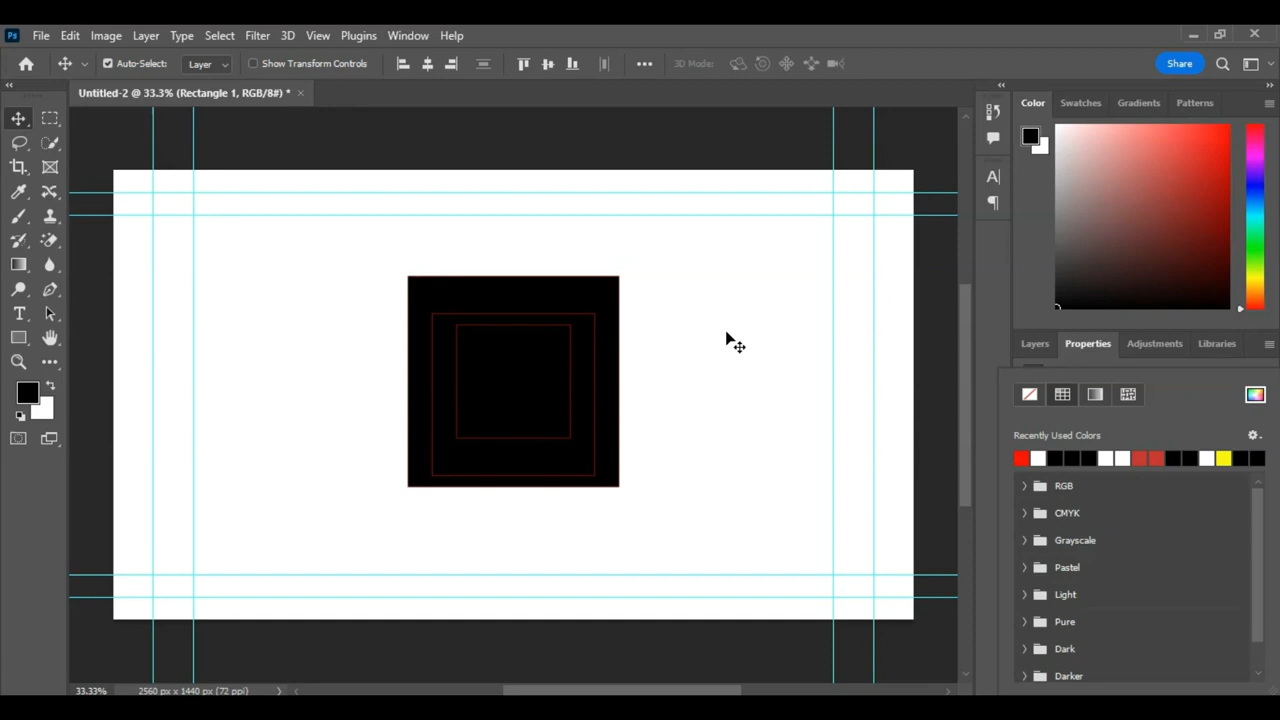 Ps File Edit Image Layer Type Select Filter 3D View Plugins Window Help
Auto-Select: Layer Show Transform Controls 3D Mode: Share
Untitled-2 @ 33.3% (Rectangle 1, RGB/8#) *
Color Swatches Gradients Patterns
Layers Properties Adjustments Libraries
Recently Used Colors
RGB
CMYK
Grayscale
Pastel
Light
Pure
Dark
Darker
33.33% 2560 px x 1440 px (72 ppi)